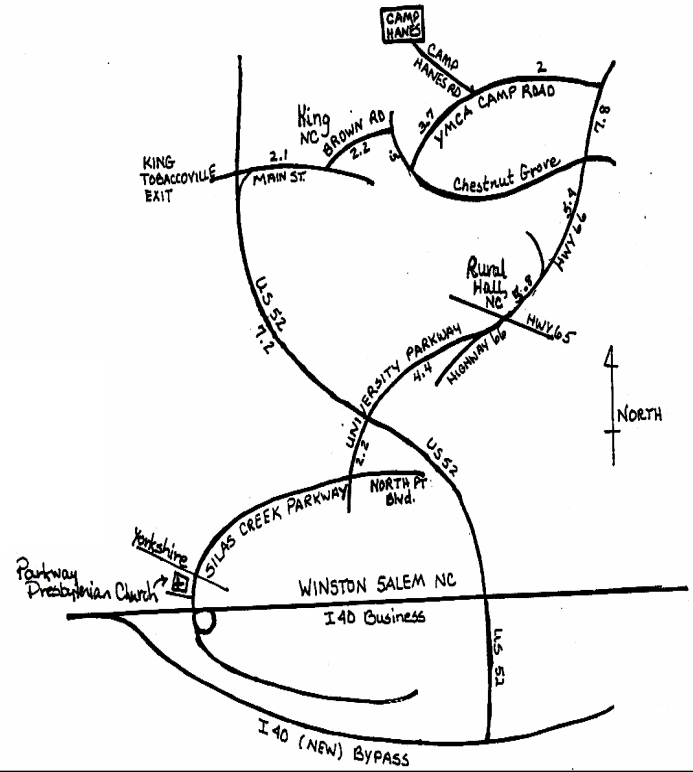 CAMP
HANES
CAMP
HANES RD
2
3.7
YMCA CAMP ROAD
7.8
King
NC
BROWN RD
2.2
.5
KING
TOBACCOVILLE
EXIT
2.1
MAIN ST.
Chestnut Grove
5.4
HWY 66
Rural
Hall,
NC
5.8
HWY 65
U.S 52
7.2
UNIVERSITY PARKWAY
4.4
HIGHWAY 66
2.2
NORTH
US 52
SILAS CREEK PARKWAY
NORTH PT
Blvd.
Yorkshire
Parkway
Presbyterian Church
WINSTON SALEM NC
I 40 Business
U.S 52
I 40 (NEW) BYPASS